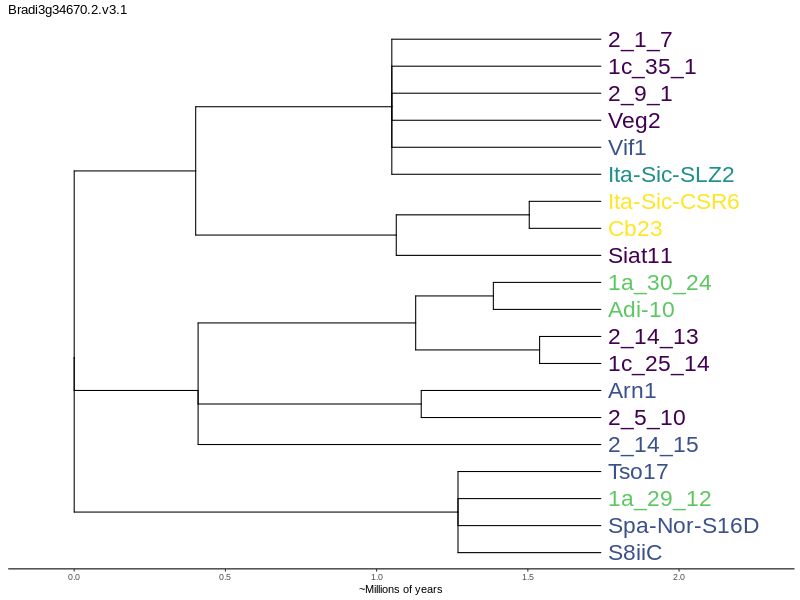 Bradi3g34670.2.v3.1
2_1_7
1c_35_1
2_9_1
Veg2
Vif1
Ita-Sic-SLZ2
Ita-Sic-CSR6
Cb23
Siat11
1a_30_24
Adi-10
2_14_13
1c_25_14
Arn1
2_5_10
2_14_15
Tso17
1a_29_12
Spa-Nor-S16D
S8iiC
0.0 0.5 1.0 1.5 2.0
~Millions of years